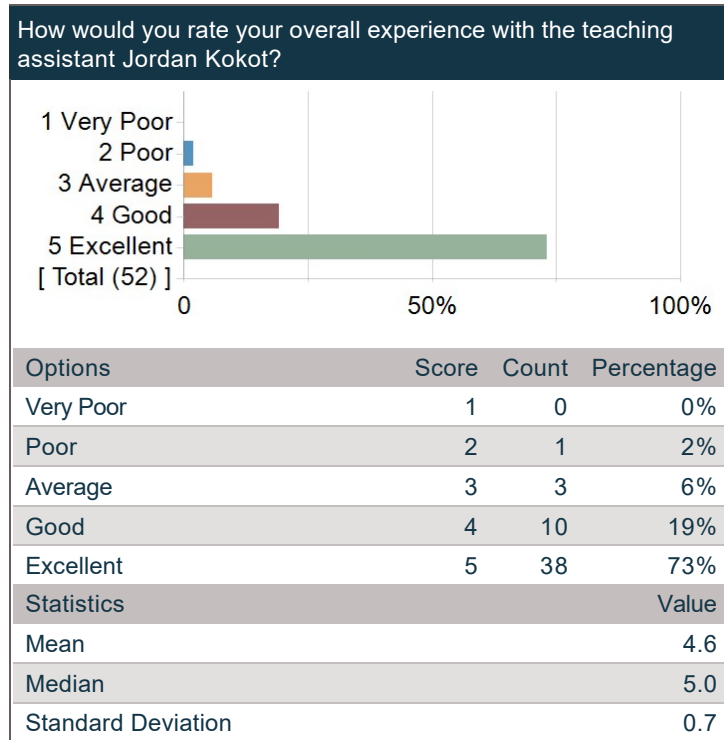 How would you rate your overall experience with the teaching
assistant Jordan Kokot?
1 Very Poor
2 Poor
3 Average
4 Good
5 Excellent
[ Total (52) ]
0 50% 100%
Options Score Count Percentage
Very Poor 1 0 0%
Poor 2 1 2%
Average 3 3 6%
Good 4 10 19%
Excellent 5 38 73%
Statistics Value
Mean 4.6
Median 5.0
Standard Deviation 0.7